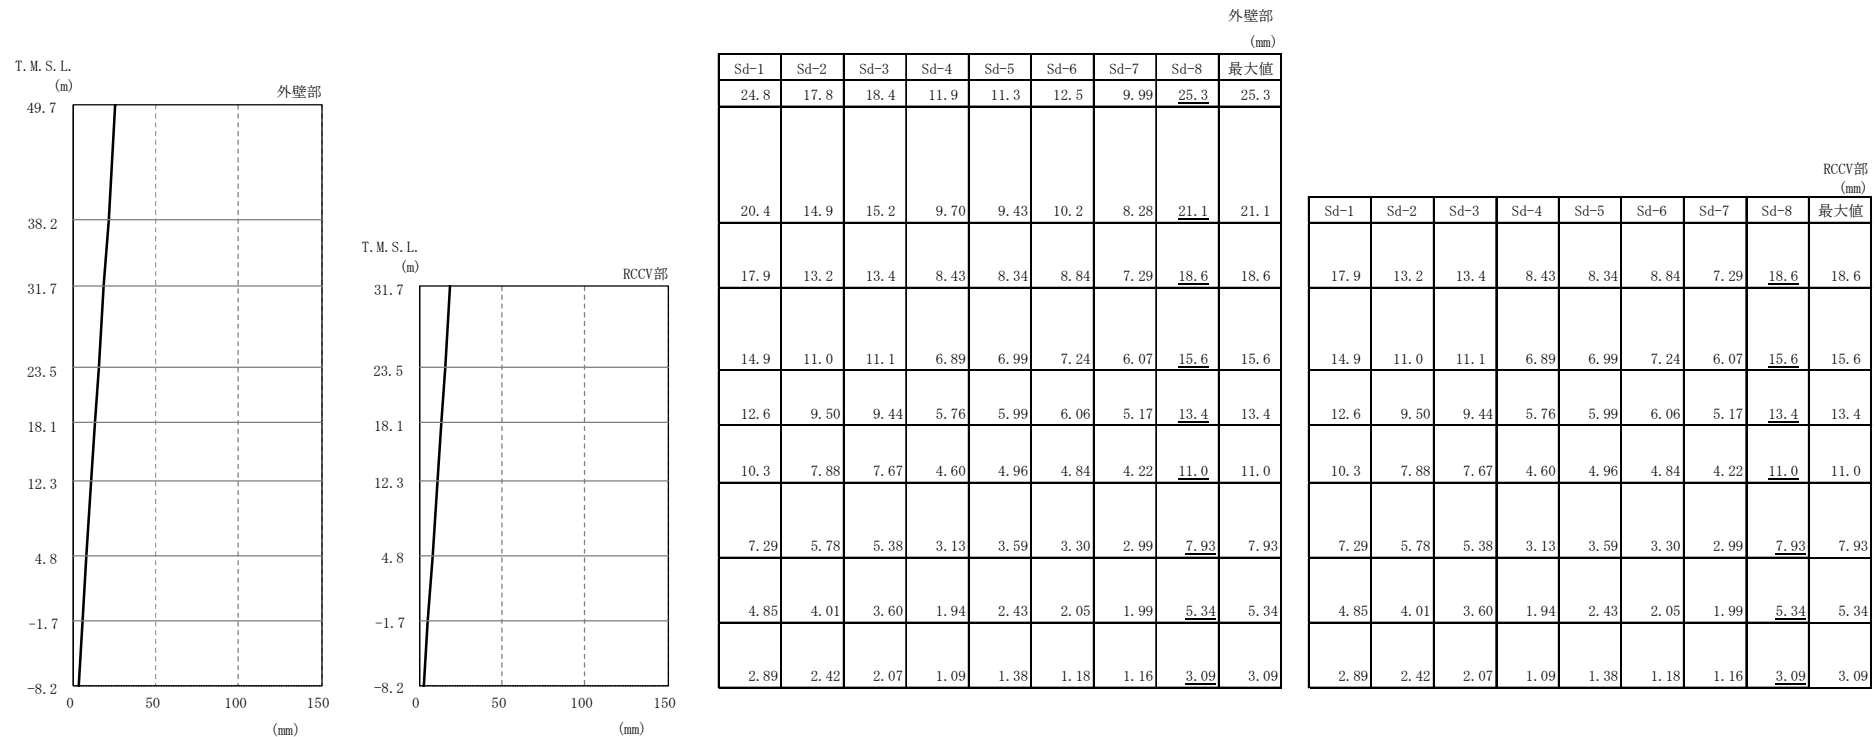 T.M.S.L.
(m)
外壁部
49.7
38.2
31.7
23.5
18.1
12.3
4.8
-1.7
-8.2
0 50 100 150
(mm)
T.M.S.L.
(m)
RCCV部
31.7
23.5
18.1
12.3
4.8
-1.7
-8.2
0 50 100 150
(mm)
外壁部
(mm)
Sd-1 Sd-2 Sd-3 Sd-4 Sd-5 Sd-6 Sd-7 Sd-8 最大値
24.8 17.8 18.4 11.9 11.3 12.5 9.99 25.3 25.3
20.4 14.9 15.2 9.70 9.43 10.2 8.28 21.1 21.1
17.9 13.2 13.4 8.43 8.34 8.84 7.29 18.6 18.6
14.9 11.0 11.1 6.89 6.99 7.24 6.07 15.6 15.6
12.6 9.50 9.44 5.76 5.99 6.06 5.17 13.4 13.4
10.3 7.88 7.67 4.60 4.96 4.84 4.22 11.0 11.0
7.29 5.78 5.38 3.13 3.59 3.30 2.99 7.93 7.93
4.85 4.01 3.60 1.94 2.43 2.05 1.99 5.34 5.34
2.89 2.42 2.07 1.09 1.38 1.18 1.16 3.09 3.09
RCCV部
(mm)
Sd-1 Sd-2 Sd-3 Sd-4 Sd-5 Sd-6 Sd-7 Sd-8 最大値
17.9 13.2 13.4 8.43 8.34 8.84 7.29 18.6 18.6
14.9 11.0 11.1 6.89 6.99 7.24 6.07 15.6 15.6
12.6 9.50 9.44 5.76 5.99 6.06 5.17 13.4 13.4
10.3 7.88 7.67 4.60 4.96 4.84 4.22 11.0 11.0
7.29 5.78 5.38 3.13 3.59 3.30 2.99 7.93 7.93
4.85 4.01 3.60 1.94 2.43 2.05 1.99 5.34 5.34
2.89 2.42 2.07 1.09 1.38 1.18 1.16 3.09 3.09